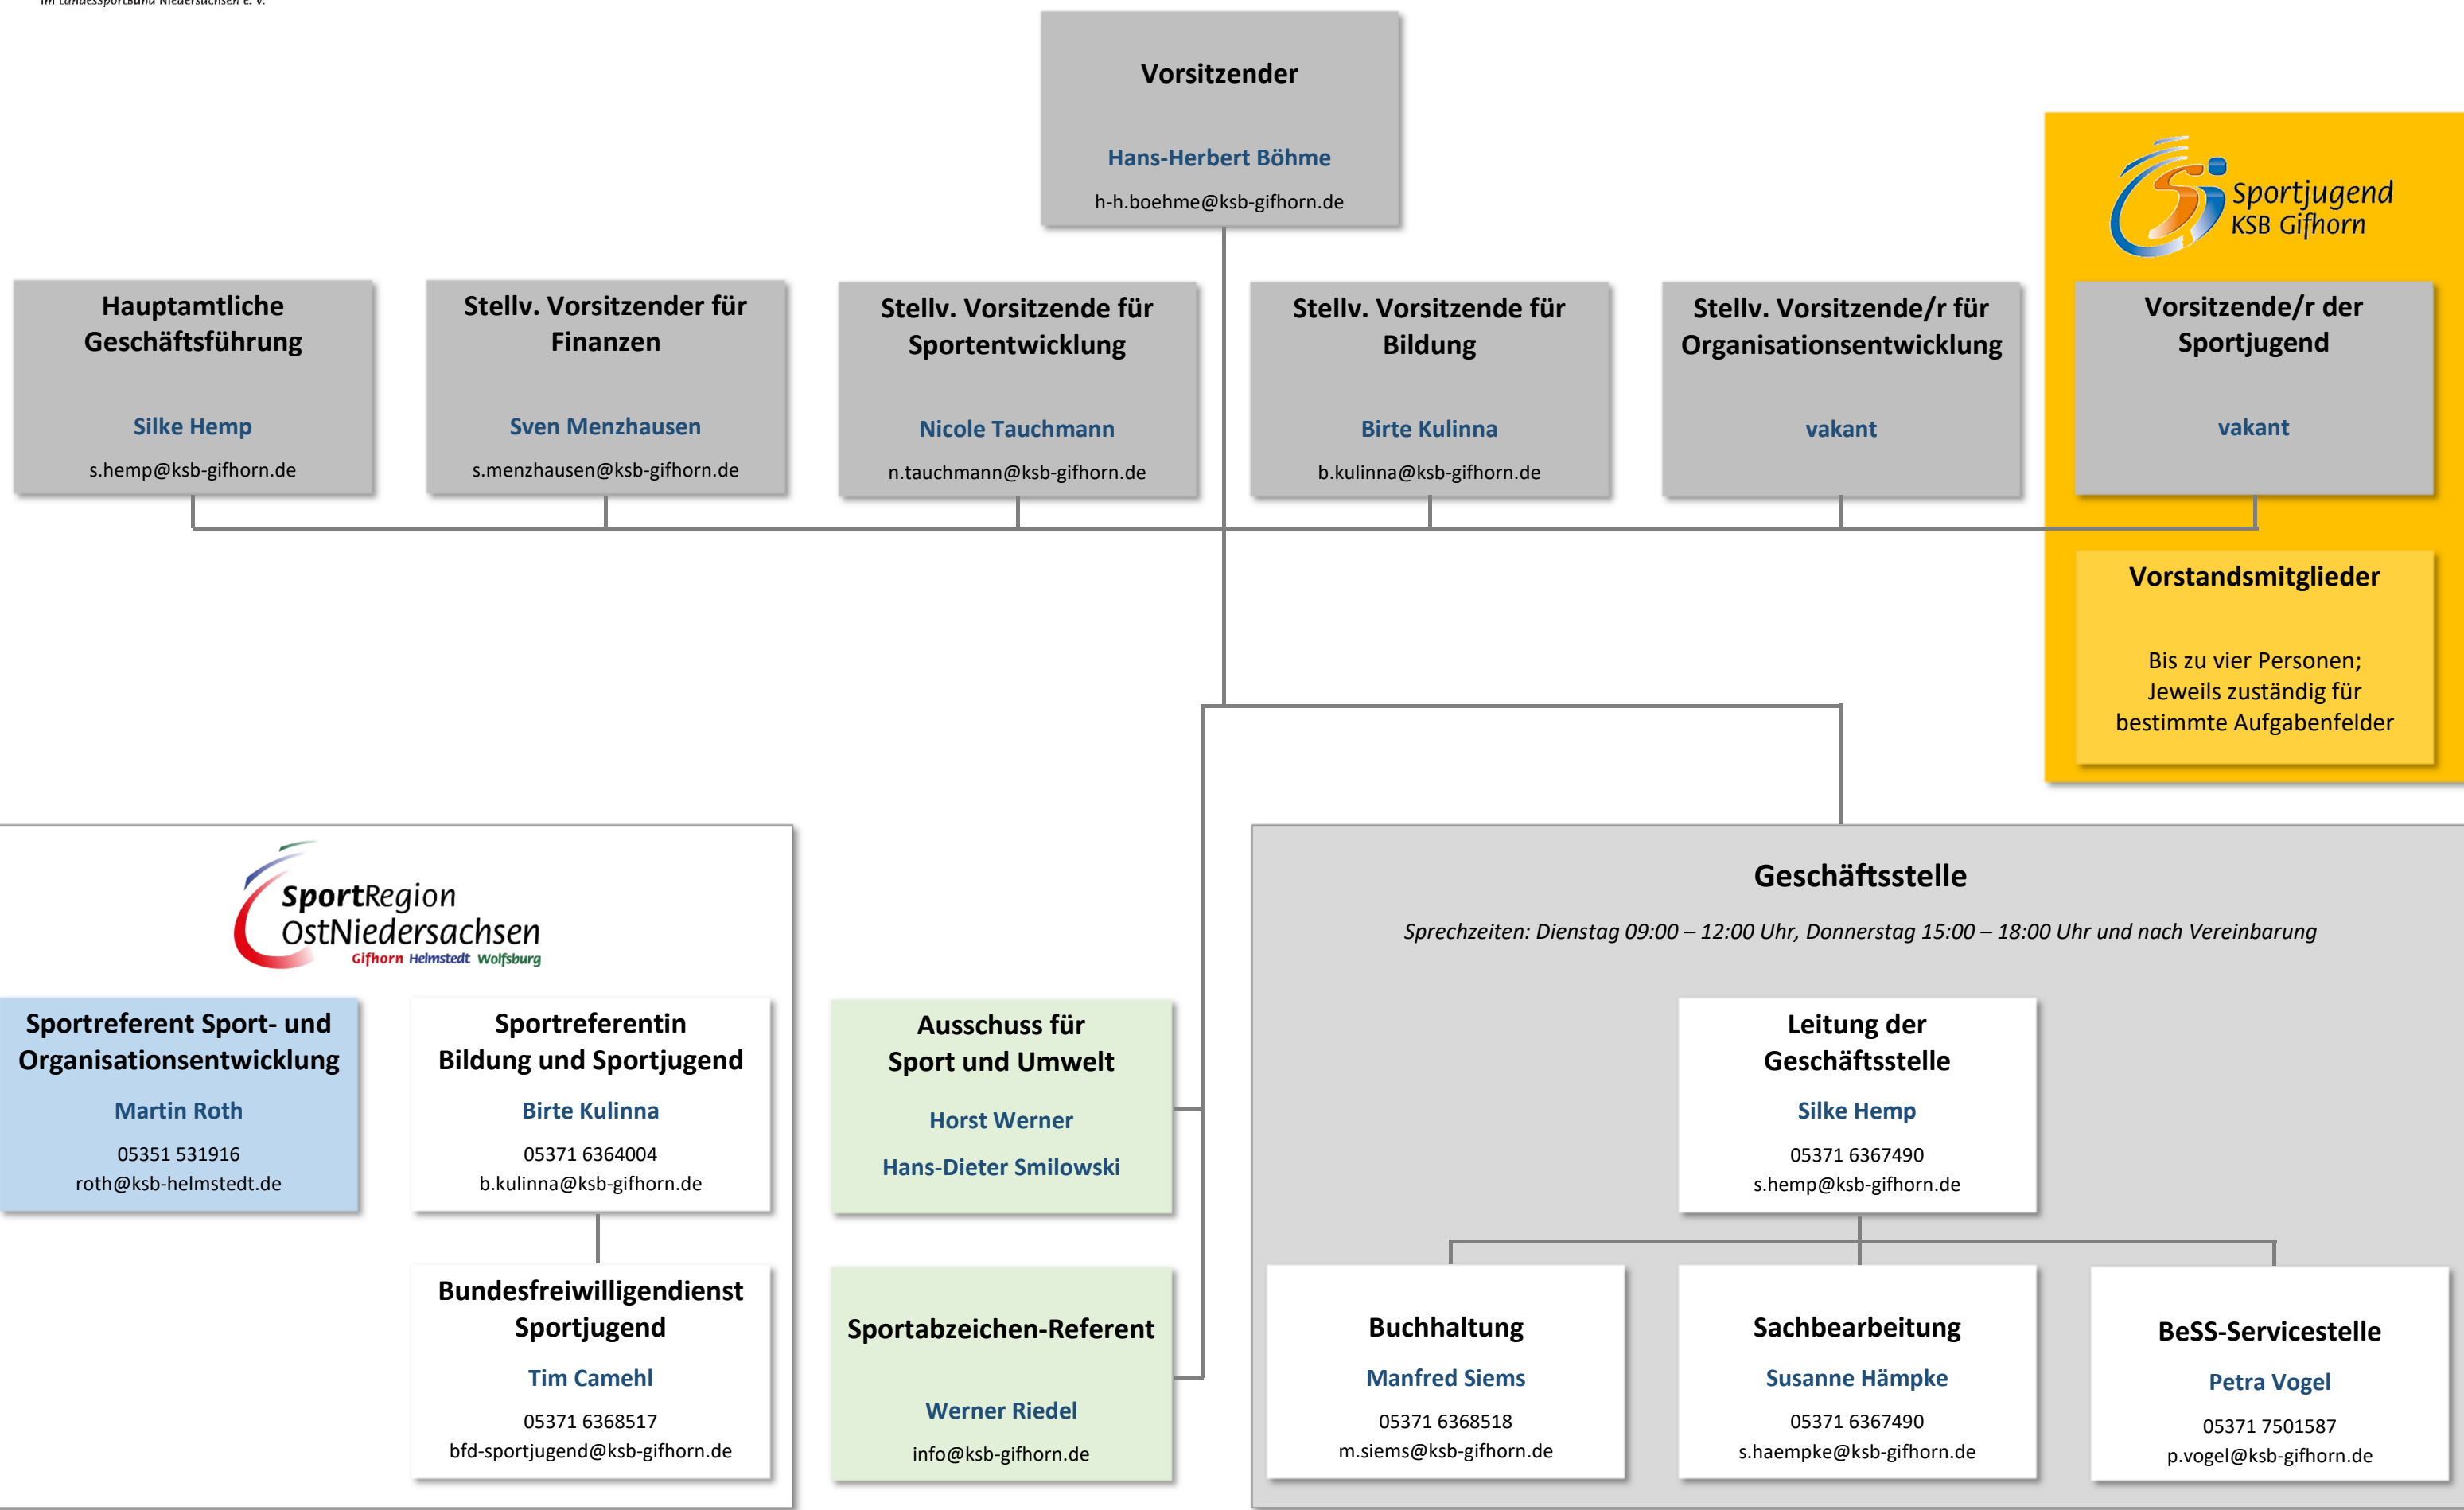 im Landessportbund Niedersachsen e. V.
Vorsitzender
Hans-Herbert Böhme
h-h.boehme@ksb-gifhorn.de
Sportjugend
KSB Gifhorn
Hauptamtliche
Geschäftsführung
Silke Hemp
s.hemp@ksb-gifhorn.de
Stellv. Vorsitzender für
Finanzen
Sven Menzhausen
s.menzhausen@ksb-gifhorn.de
Stellv. Vorsitzende für
Sportentwicklung
Nicole Tauchmann
n.tauchmann@ksb-gifhorn.de
Stellv. Vorsitzende für
Bildung
Birte Kulinna
b.kulinna@ksb-gifhorn.de
Stellv. Vorsitzende/r für
Organisationsentwicklung
vakant
Vorsitzende/r der
Sportjugend
vakant
Vorstandsmitglieder
Bis zu vier Personen;
Jeweils zuständig für
bestimmte Aufgabenfelder
SportRegion
OstNiedersachsen
Gifhorn Helmstedt Wolfsburg
Sportreferent Sport- und
Organisationsentwicklung
Martin Roth
05351 531916
roth@ksb-helmstedt.de
Sportreferentin
Bildung und Sportjugend
Birte Kulinna
05371 6364004
b.kulinna@ksb-gifhorn.de
Bundesfreiwilligendienst
Sportjugend
Tim Camehl
05371 6368517
bfd-sportjugend@ksb-gifhorn.de
Ausschuss für
Sport und Umwelt
Horst Werner
Hans-Dieter Smilowski
Sportabzeichen-Referent
Werner Riedel
info@ksb-gifhorn.de
Geschäftsstelle
Sprechzeiten: Dienstag 09:00 – 12:00 Uhr, Donnerstag 15:00 – 18:00 Uhr und nach Vereinbarung
Leitung der
Geschäftsstelle
Silke Hemp
05371 6367490
s.hemp@ksb-gifhorn.de
Buchhaltung
Manfred Siems
05371 6368518
m.siems@ksb-gifhorn.de
Sachbearbeitung
Susanne Hämpke
05371 6367490
s.haempke@ksb-gifhorn.de
BeSS-Servicestelle
Petra Vogel
05371 7501587
p.vogel@ksb-gifhorn.de